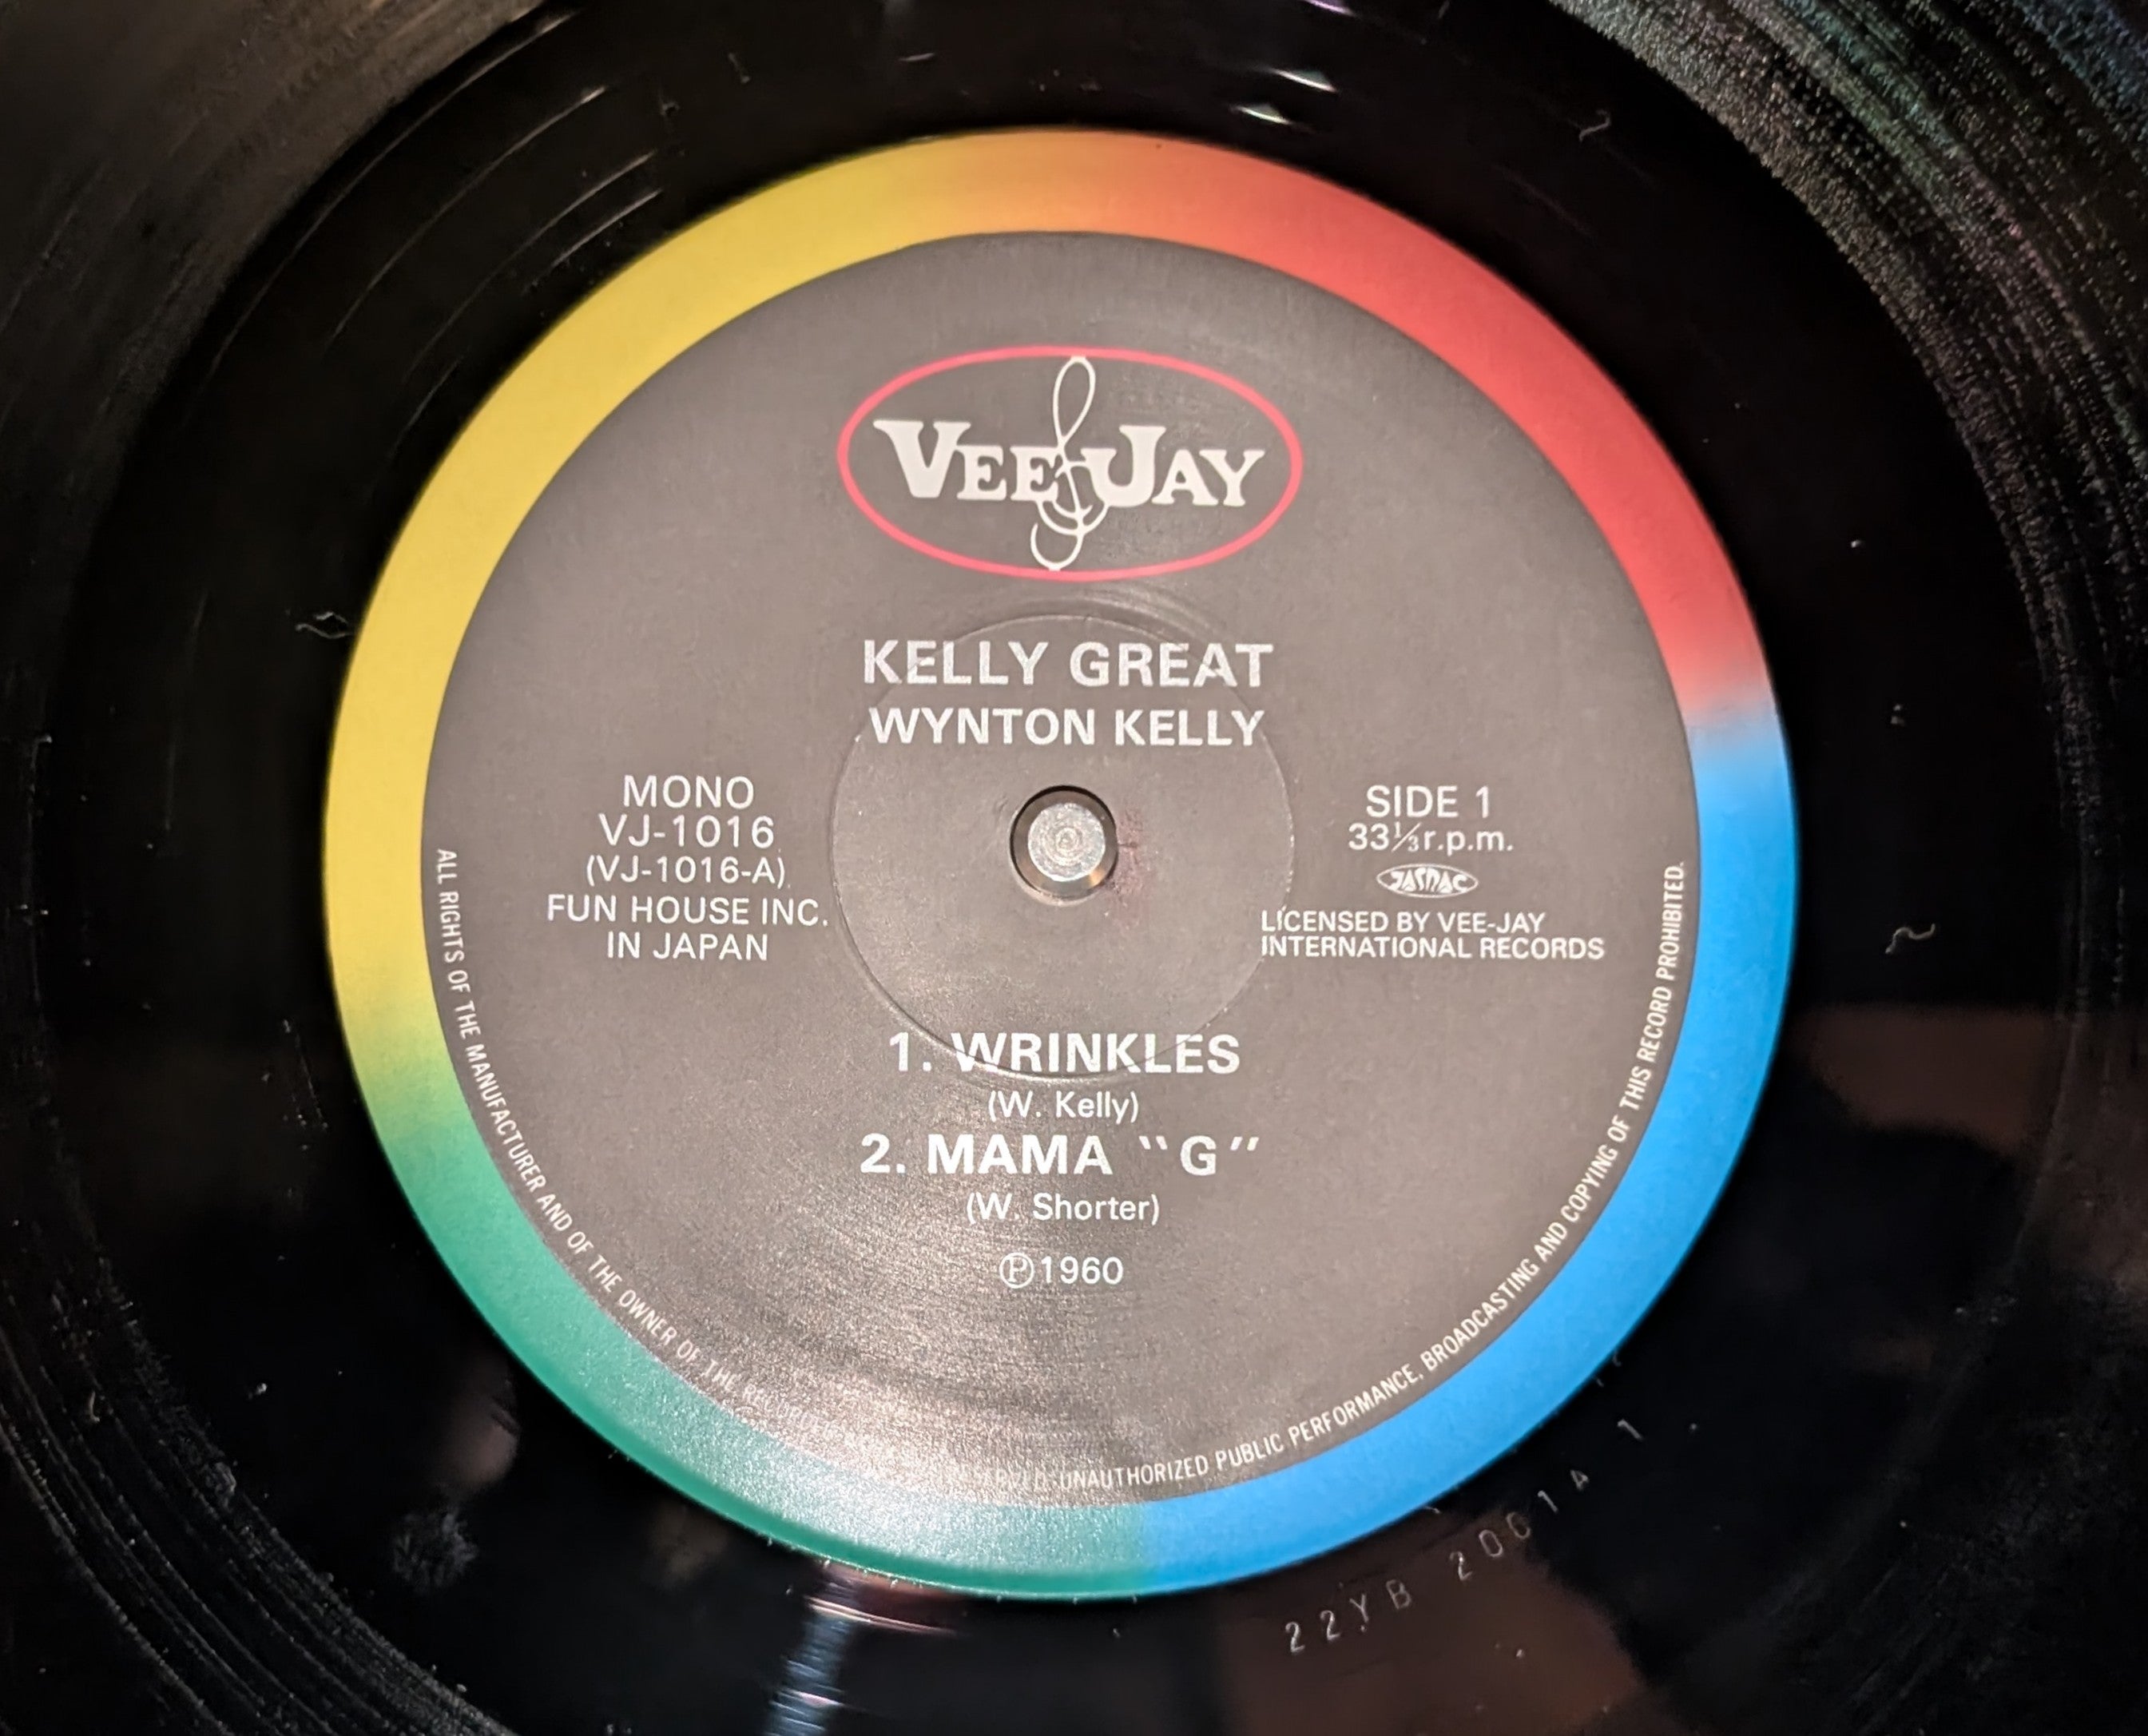 VEE JAY
KELLY GREAT
WYNTON KELLY
MONO
VJ-1016
(VJ-1016-A)
FUN HOUSE INC.
IN JAPAN
SIDE 1
33⅓r.p.m.
JASRAC
LICENSED BY VEE-JAY
INTERNATIONAL RECORDS
1. WRINKLES
(W. Kelly)
2. MAMA "G"
(W. Shorter)
℗1960
ALL RIGHTS OF THE MANUFACTURER AND OF THE OWNER OF THE UNAUTHORIZED PUBLIC PERFORMANCE, BROADCASTING AND COPYING OF THIS RECORD PROHIBITED.
22YB 2001A 1